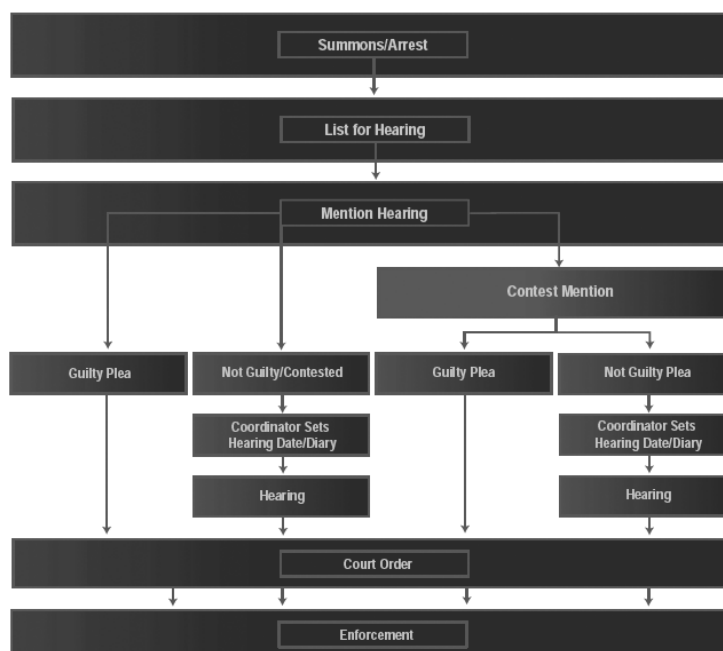 Summons/Arrest
List for Hearing
Mention Hearing
Contest Mention
Guilty Plea
Not Guilty/Contested
Guilty Plea
Not Guilty Plea
Coordinator Sets
Hearing Date/Diary
Coordinator Sets
Hearing Date/Diary
Hearing
Hearing
Court Order
Enforcement